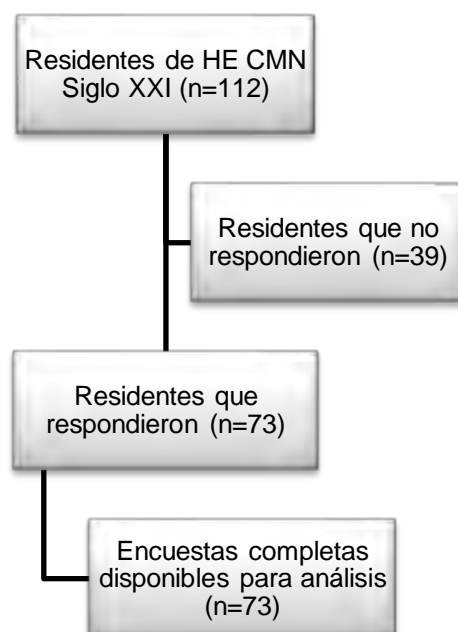 Residentes de HE CMN
Siglo XXI (n=112)
Residentes que no
respondieron (n=39)
Residentes que
respondieron (n=73)
Encuestas completas
disponibles para análisis
(n=73)